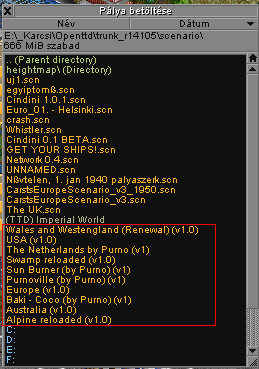 Pálya betöltése
Név Dátum
E:\_Karcsi\Openttd\trunk_r14105\scenario\
666 MiB szabad
.. (Parent directory)
heightmap\ (Directory)
uj1.scn
egyiptomß.scn
Cindini 1.0.1.scn
Euro_01. - Helsinki.scn
crash.scn
Whistler.scn
Cindini 0.1 BETA.scn
GET YOUR SHIPS!.scn
Network 0.4.scn
UNNAMED.scn
Nßvtelen, 1. jan 1940 palyaszerk.scn
CarstsEuropeScenario_v3_1950.scn
CarstsEuropeScenario_v3.scn
The UK.scn
(TTD) Imperial World
Wales and Westengland (Renewal) (v1.0)
USA (v1.0)
The Netherlands by Purno (v1)
Swamp reloaded (v1.0)
Sun Burner (by Purno) (v1.0)
Purnoville (by Purno) (v1)
Europe (v1.0)
Baki - Coco (by Purno) (v1)
Australia (v1.0)
Alpine reloaded (v1.0)
C:
D:
E:
F: